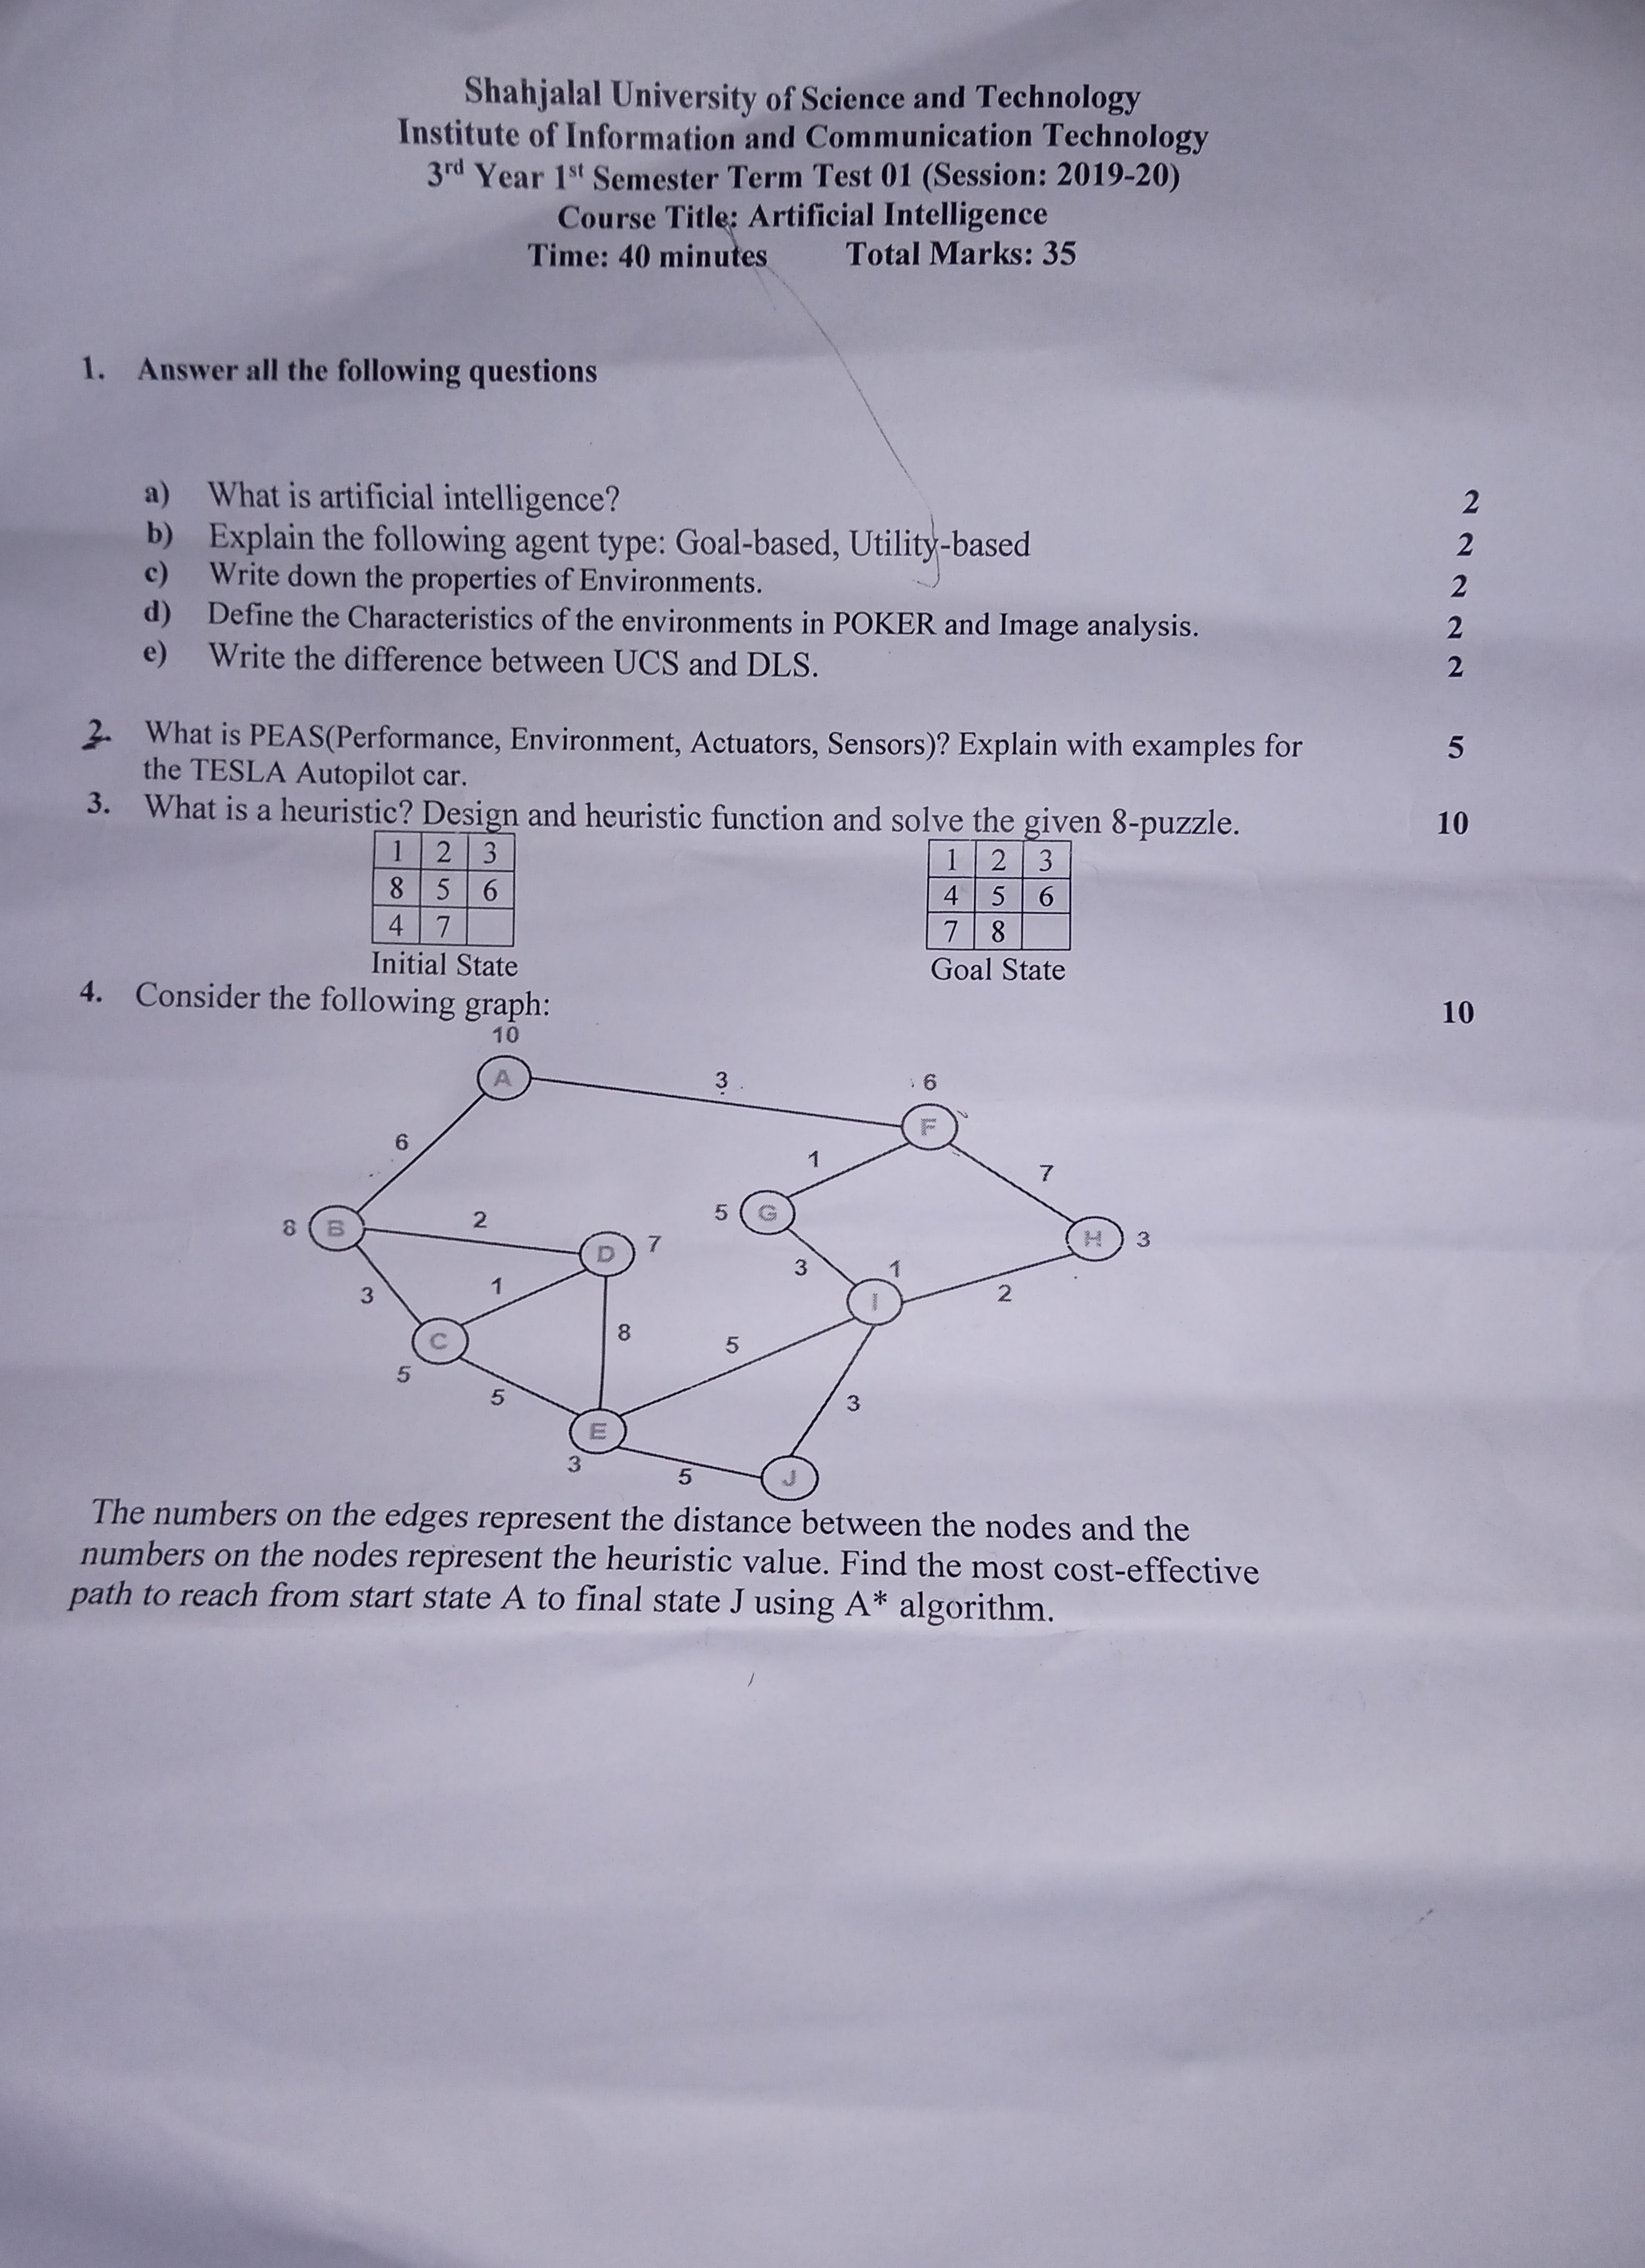 Shahjalal University of Science and Technology
Institute of Information and Communication Technology
3rd Year 1st Semester Term Test 01 (Session: 2019-20)
Course Title: Artificial Intelligence
Time: 40 minutes Total Marks: 35
1. Answer all the following questions
a) What is artificial intelligence? 2
b) Explain the following agent type: Goal-based, Utility-based 2
c) Write down the properties of Environments. 2
d) Define the Characteristics of the environments in POKER and Image analysis. 2
e) Write the difference between UCS and DLS. 2
2. What is PEAS(Performance, Environment, Actuators, Sensors)? Explain with examples for 5
the TESLA Autopilot car.
3. What is a heuristic? Design and heuristic function and solve the given 8-puzzle. 10
1 2 3 1 2 3
8 5 6 4 5 6
4 7 7 8
Initial State Goal State
4. Consider the following graph: 10
10
A 3 6
F
6 1 7
B 8 2 5 G H 3
D 7
3 1 3 1
I 2
C 8 5
5 5 3
E
3 5 J
The numbers on the edges represent the distance between the nodes and the
numbers on the nodes represent the heuristic value. Find the most cost-effective
path to reach from start state A to final state J using A* algorithm.